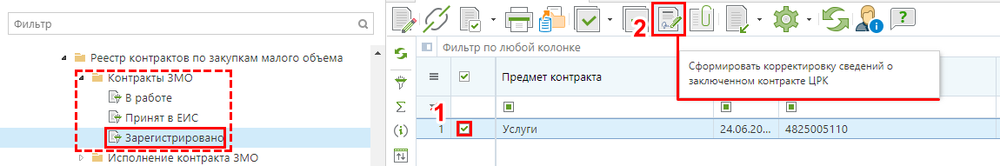 Фильтр
Реестр контрактов по закупкам малого объема
Контракты ЗМО
В работе
Принят в ЕИС
Зарегистрировано
Исполнение контракта ЗМО
2
Фильтр по любой колонке
Сформировать корректировку сведений о
заключенном контракте ЦРК
Предмет контракта
1
1 Услуги 24.06.20... 4825005110